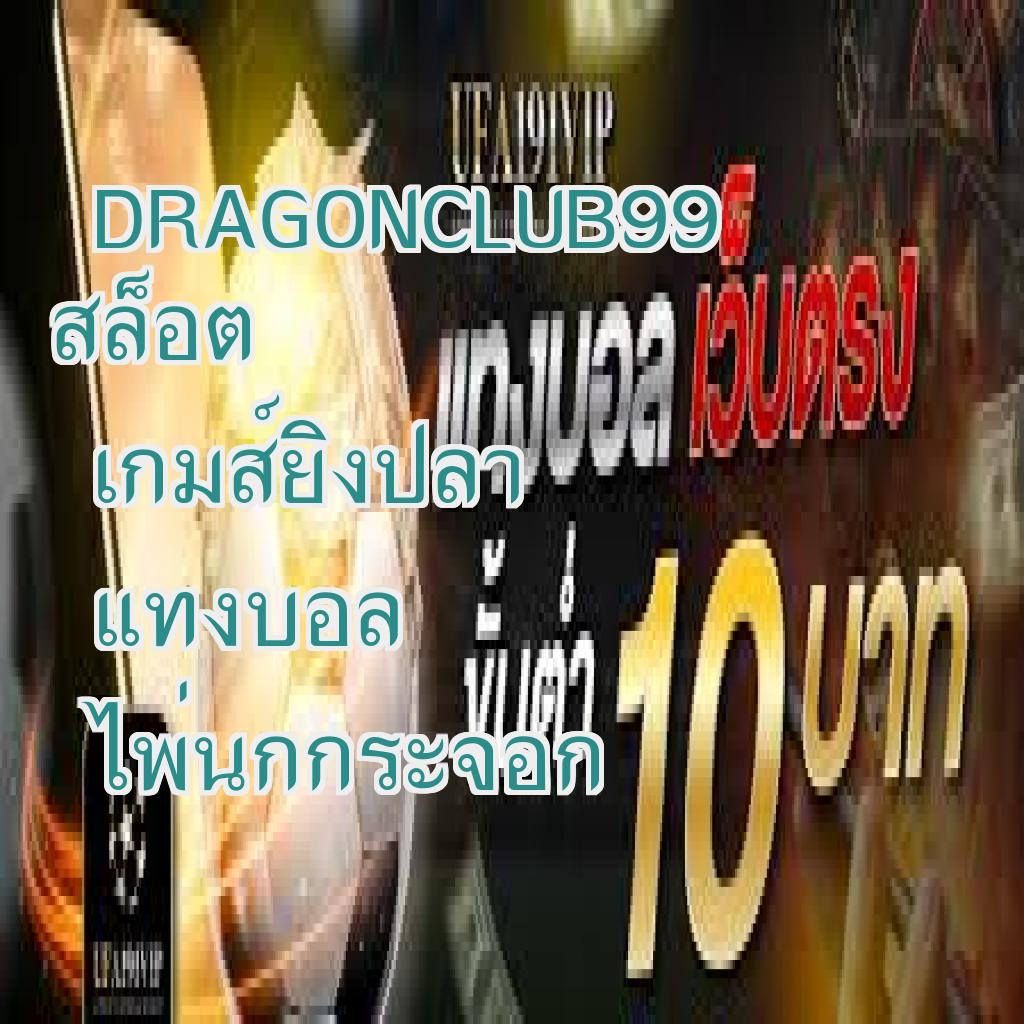 UFA191VIP
DRAGONCLUB99
สล็อต
แทงบอล เว็บตรง
เกมส์ยิงปลา
แทงบอล
ขั้นต่ำ 10 บาท
ไพ่นกกระจอก
UFA191VIP